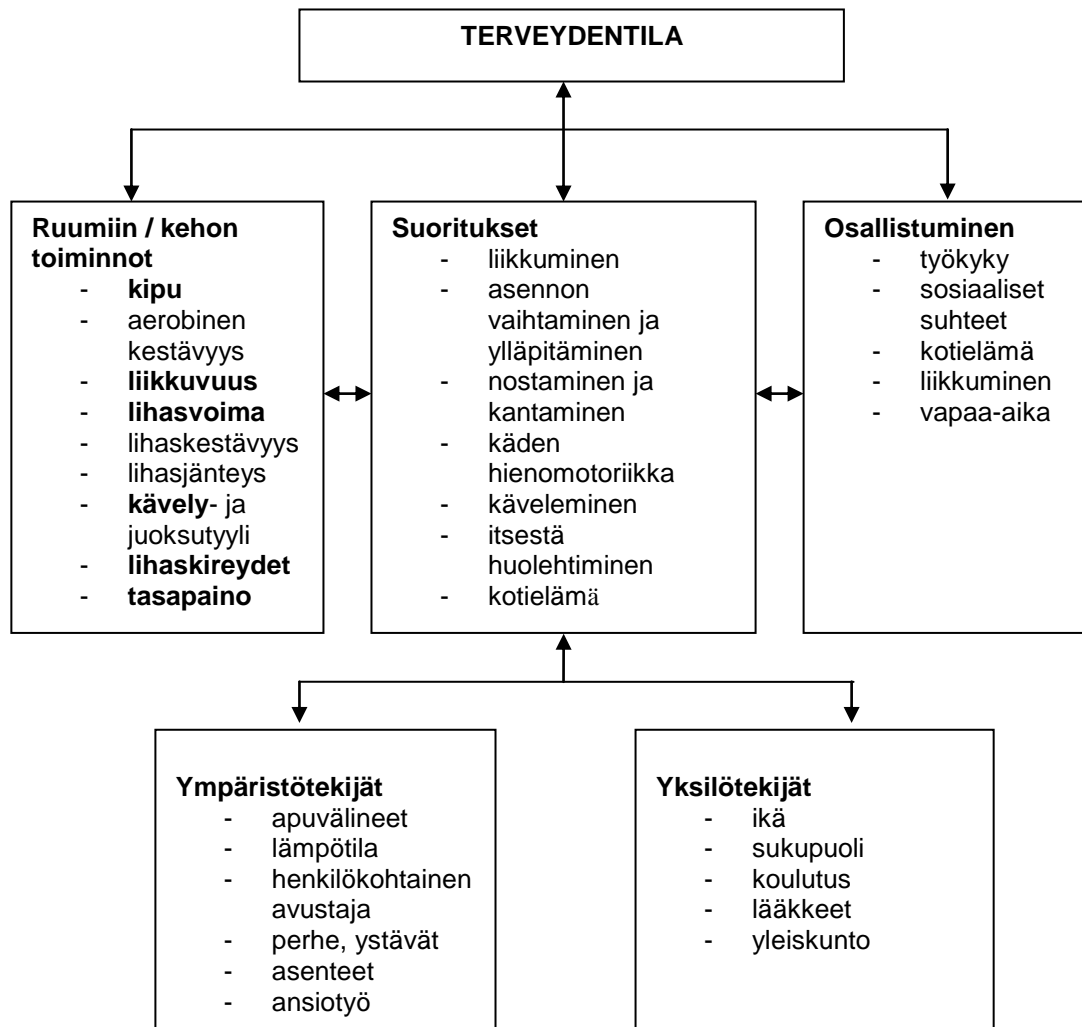 TERVEYDENTILA
Ruumiin / kehon
toiminnot
- kipu
- aerobinen
kestävyys
- liikkuvuus
- lihasvoima
- lihaskestävyys
- lihasjänteys
- kävely- ja
juoksutyyli
- lihaskireydet
- tasapaino
Suoritukset
- liikkuminen
- asennon
vaihtaminen ja
ylläpitäminen
- nostaminen ja
kantaminen
- käden
hienomotoriikka
- käveleminen
- itsestä
huolehtiminen
- kotielämä
Osallistuminen
- työkyky
- sosiaaliset
suhteet
- kotielämä
- liikkuminen
- vapaa-aika
Ympäristötekijät
- apuvälineet
- lämpötila
- henkilökohtainen
avustaja
- perhe, ystävät
- asenteet
- ansiotyö
Yksilötekijät
- ikä
- sukupuoli
- koulutus
- lääkkeet
- yleiskunto